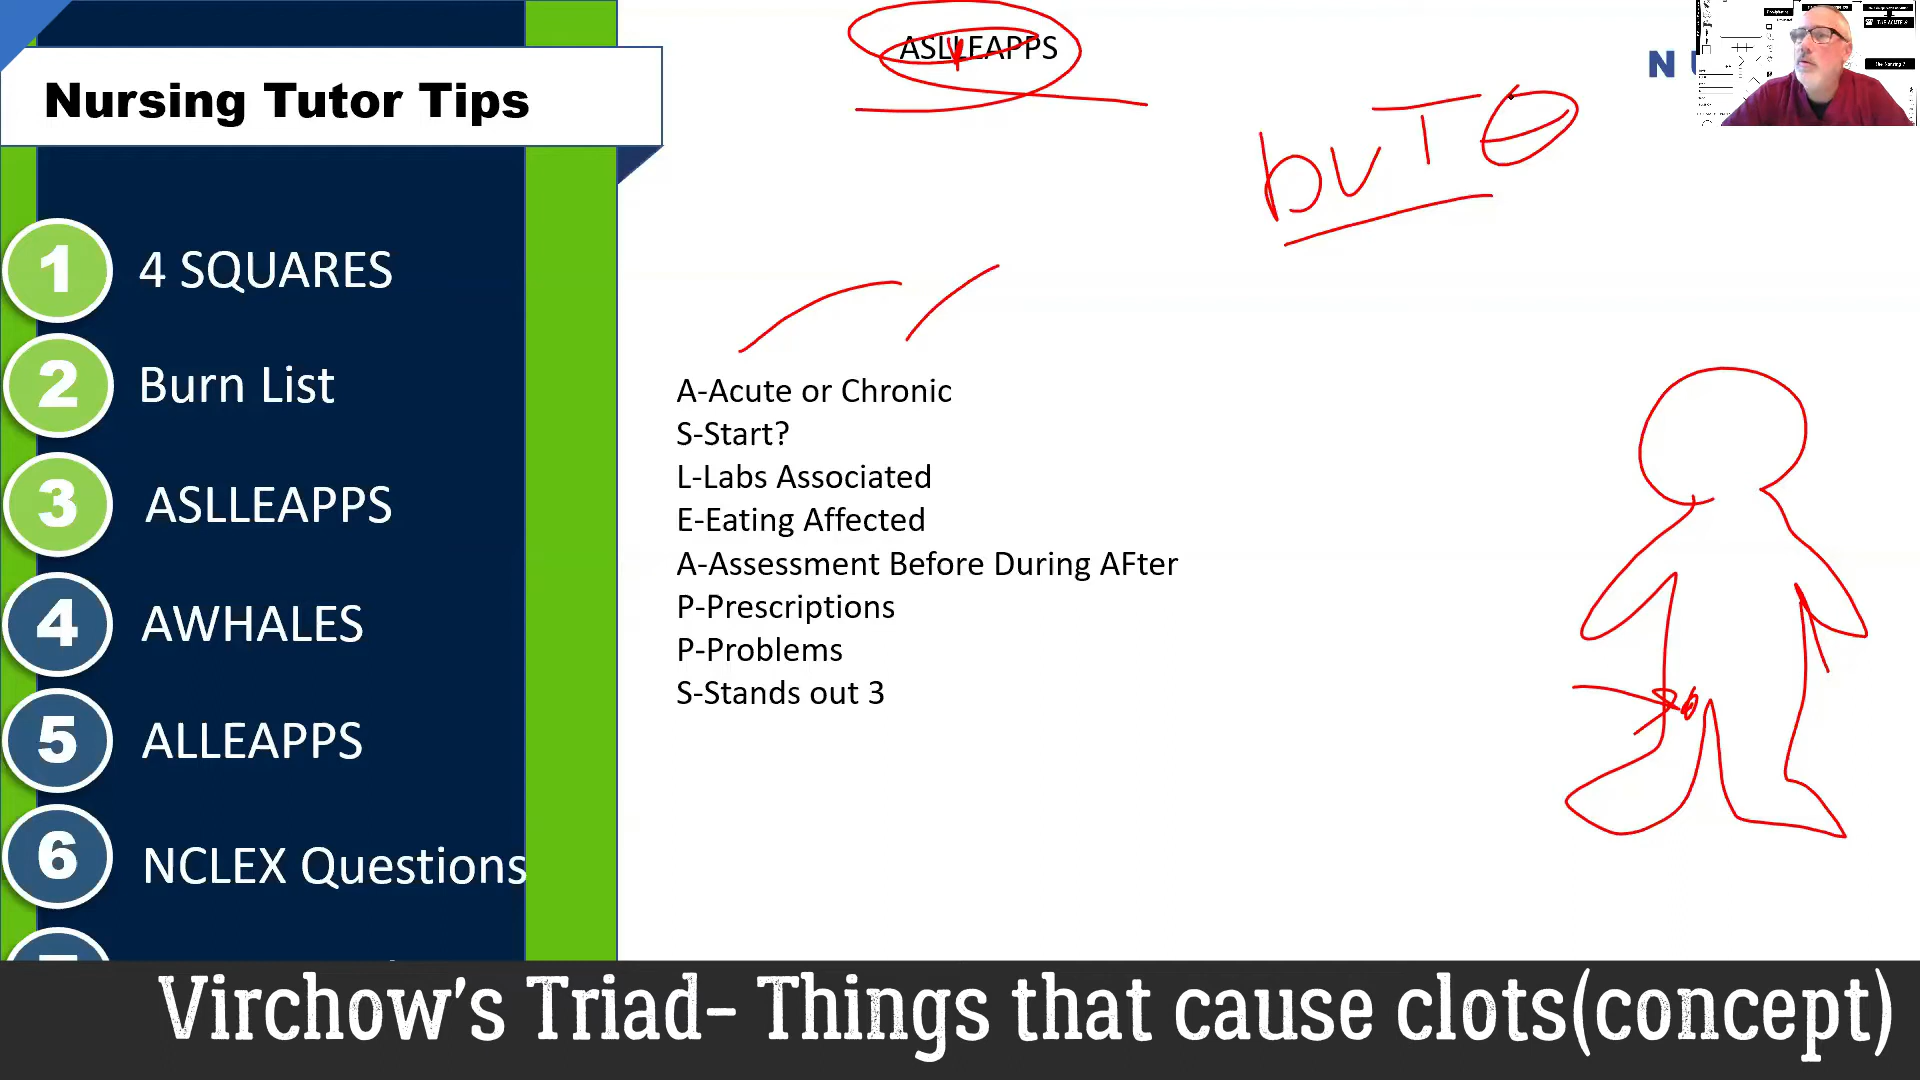 ASLLEAPPS
Nursing Tutor Tips
1 4 SQUARES
2 Burn List
3 ASLLEAPPS
4 AWHALES
5 ALLEAPPS
6 NCLEX Questions
A-Acute or Chronic
S-Start?
L-Labs Associated
E-Eating Affected
A-Assessment Before During AFter
P-Prescriptions
P-Problems
S-Stands out 3
N
Virchow's Triad- Things that cause clots(concept)